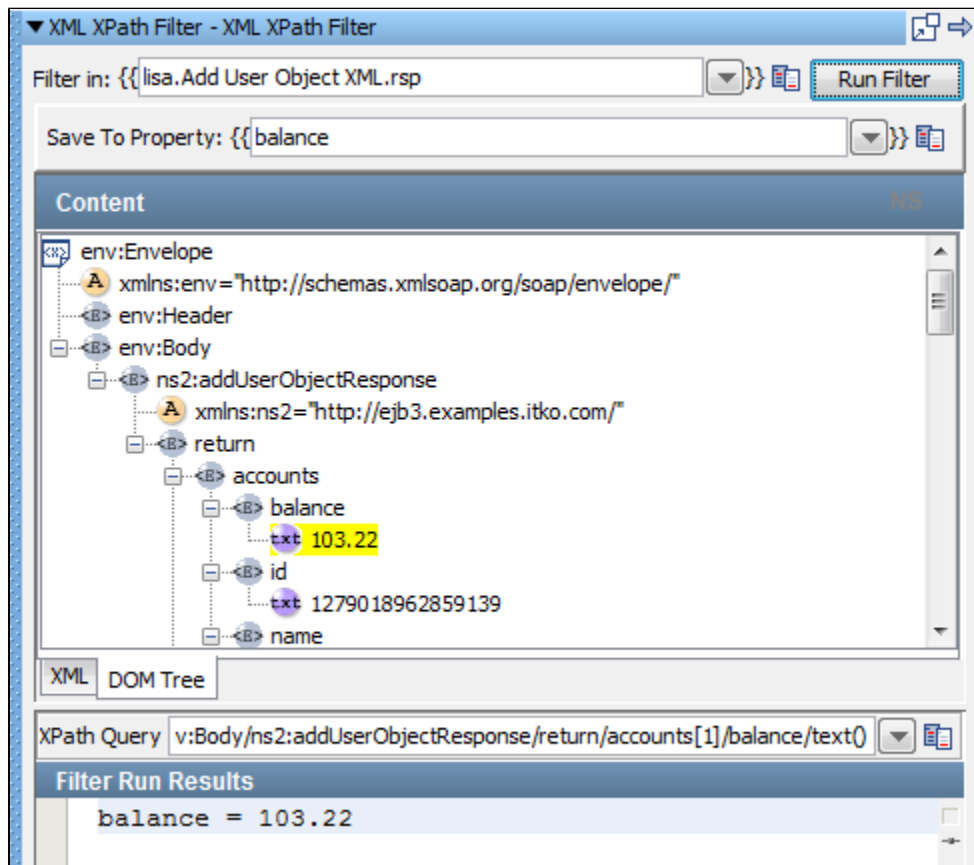 XML XPath Filter - XML XPath Filter
Filter in: {{ lisa.Add User Object XML.rsp }} Run Filter
Save To Property: {{ balance }}
Content NS
<X> env:Envelope
A xmlns:env="http://schemas.xmlsoap.org/soap/envelope/"
<E> env:Header
<E> env:Body
<E> ns2:addUserObjectResponse
A xmlns:ns2="http://ejb3.examples.itko.com/"
<E> return
<E> accounts
<E> balance
txt 103.22
<E> id
txt 1279018962859139
<E> name
XML DOM Tree
XPath Query v:Body/ns2:addUserObjectResponse/return/accounts[1]/balance/text()
Filter Run Results
balance = 103.22